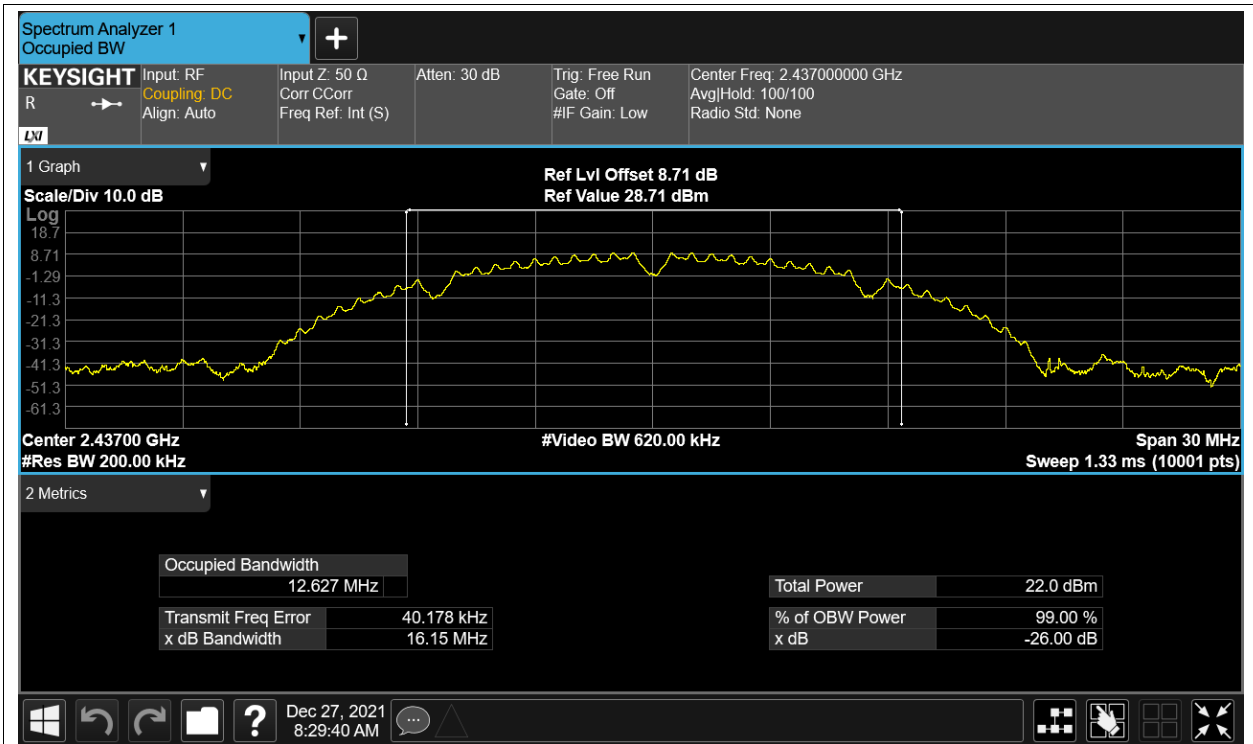 Spectrum Analyzer 1
Occupied BW
KEYSIGHT
R
LXI
Input: RF
Coupling: DC
Align: Auto
Input Z: 50 Ω
Corr CCorr
Freq Ref: Int (S)
Atten: 30 dB
Trig: Free Run
Gate: Off
#IF Gain: Low
Center Freq: 2.437000000 GHz
Avg|Hold: 100/100
Radio Std: None
1 Graph
Scale/Div 10.0 dB
Ref Lvl Offset 8.71 dB
Ref Value 28.71 dBm
Log
18.7
8.71
-1.29
-11.3
-21.3
-31.3
-41.3
-51.3
-61.3
Center 2.43700 GHz
#Video BW 620.00 kHz
Span 30 MHz
#Res BW 200.00 kHz
Sweep 1.33 ms (10001 pts)
2 Metrics
Occupied Bandwidth
12.627 MHz
Transmit Freq Error 40.178 kHz
x dB Bandwidth 16.15 MHz
Total Power 22.0 dBm
% of OBW Power 99.00 %
x dB -26.00 dB
?
Dec 27, 2021
8:29:40 AM